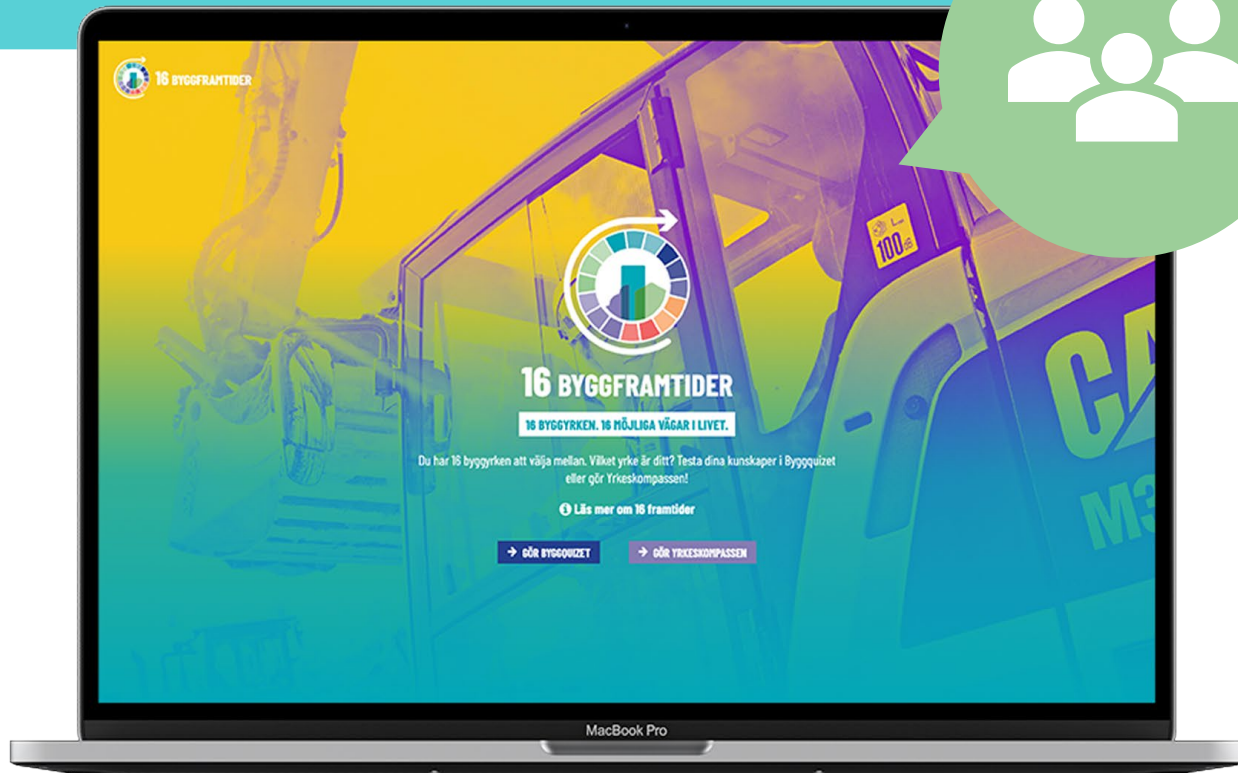 16 BYGGFRAMTIDER
100 dB
CA
M3
16 BYGGFRAMTIDER
16 BYGGYRKEN. 16 MÖJLIGA VÄGAR I LIVET.
Du har 16 byggyrken att välja mellan. Vilket yrke är ditt? Testa dina kunskaper i Byggquizet
eller gör Yrkeskompassen!
Läs mer om 16 framtider
→ GÖR BYGGQUIZET
→ GÖR YRKESKOMPASSEN
MacBook Pro